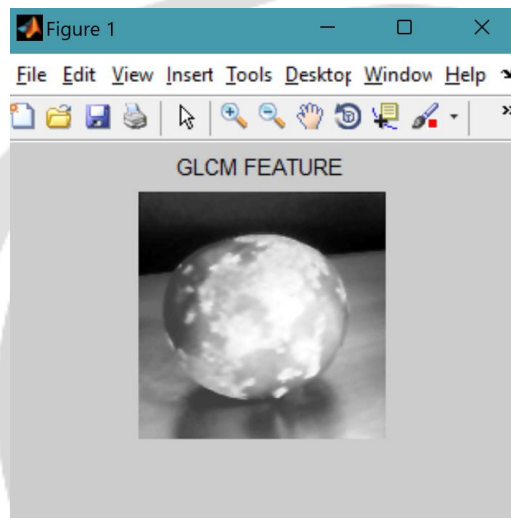 Figure 1
File Edit View Insert Tools Desktop Window Help
GLCM FEATURE